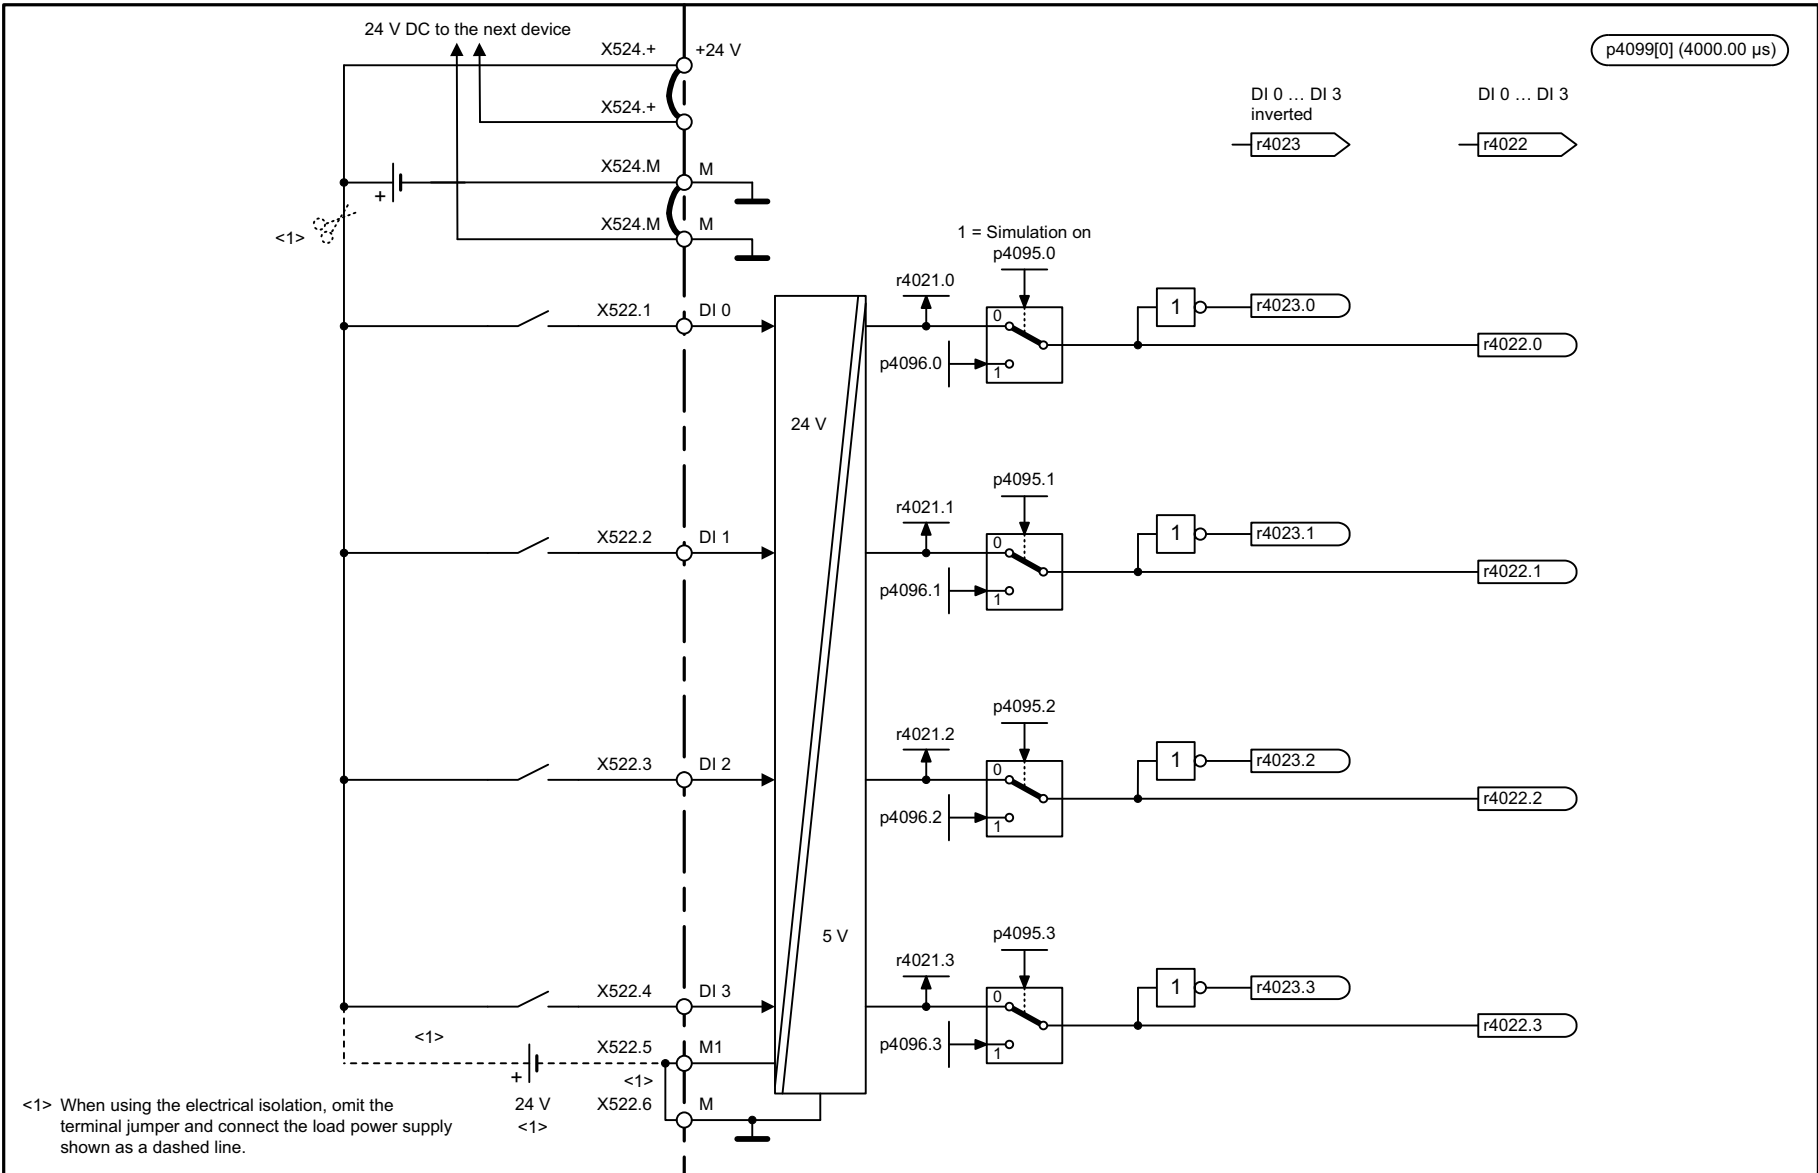 24 V DC to the next device
X524.+
+24 V
p4099[0] (4000.00 µs)
X524.+
DI 0 … DI 3
inverted
r4023
DI 0 … DI 3
r4022
X524.M
M
+
X524.M
M
<1>
1 = Simulation on
p4095.0
r4021.0
X522.1
DI 0
0
1
p4096.0
1
r4023.0
r4022.0
24 V
p4095.1
r4021.1
X522.2
DI 1
0
1
p4096.1
1
r4023.1
r4022.1
p4095.2
r4021.2
X522.3
DI 2
0
1
p4096.2
1
r4023.2
r4022.2
5 V
p4095.3
r4021.3
X522.4
DI 3
0
1
p4096.3
1
r4023.3
r4022.3
<1>
X522.5
M1
+
<1>
24 V
<1>
X522.6
M
<1> When using the electrical isolation, omit the
terminal jumper and connect the load power supply
shown as a dashed line.